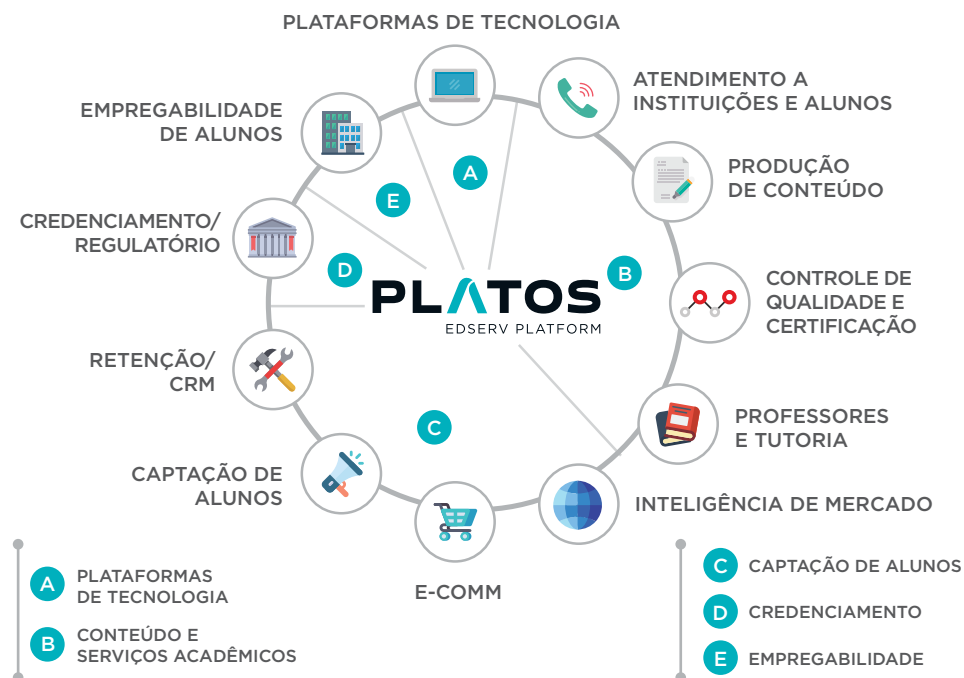 PLATAFORMAS DE TECNOLOGIA
ATENDIMENTO A
INSTITUIÇÕES E ALUNOS
EMPREGABILIDADE
DE ALUNOS
PRODUÇÃO
DE CONTEÚDO
CREDENCIAMENTO/
REGULATÓRIO
A
E
D
B
PLATOS
EDSERV PLATFORM
CONTROLE DE
QUALIDADE E
CERTIFICAÇÃO
RETENÇÃO/
CRM
C
PROFESSORES
E TUTORIA
CAPTAÇÃO DE
ALUNOS
INTELIGÊNCIA DE MERCADO
E-COMM
A PLATAFORMAS
DE TECNOLOGIA
B CONTEÚDO E
SERVIÇOS ACADÊMICOS
C CAPTAÇÃO DE ALUNOS
D CREDENCIAMENTO
E EMPREGABILIDADE